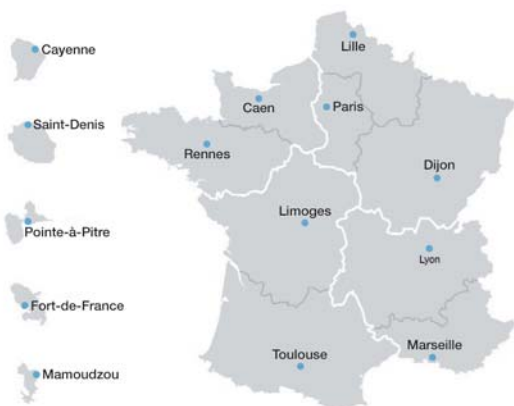 Cayenne
Saint-Denis
Pointe-à-Pitre
Fort-de-France
Mamoudzou
Lille
Caen
Paris
Rennes
Dijon
Limoges
Lyon
Marseille
Toulouse